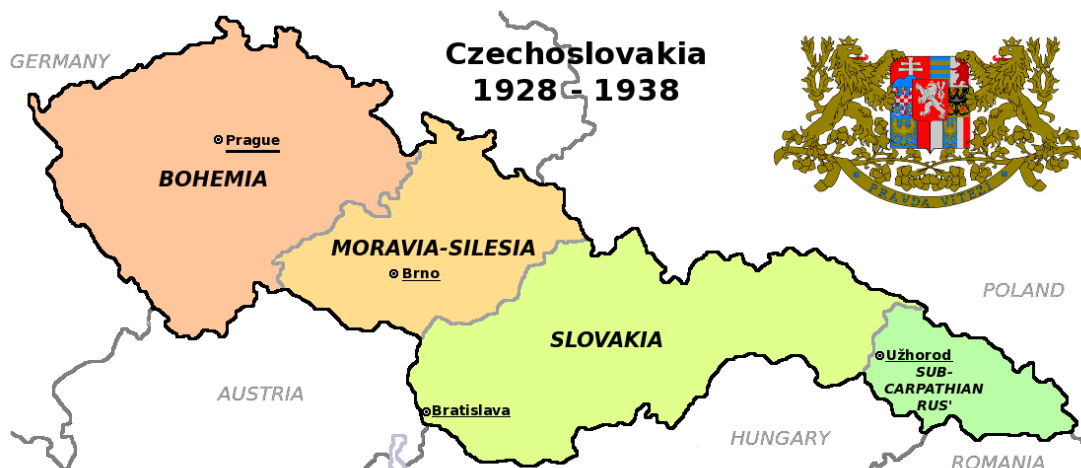 Czechoslovakia
1928 - 1938
GERMANY
Prague
BOHEMIA
PRAVDA VÍTĚZÍ
MORAVIA-SILESIA
Brno
POLAND
SLOVAKIA
Užhorod
SUB-
CARPATHIAN
RUS'
AUSTRIA
Bratislava
HUNGARY
ROMANIA